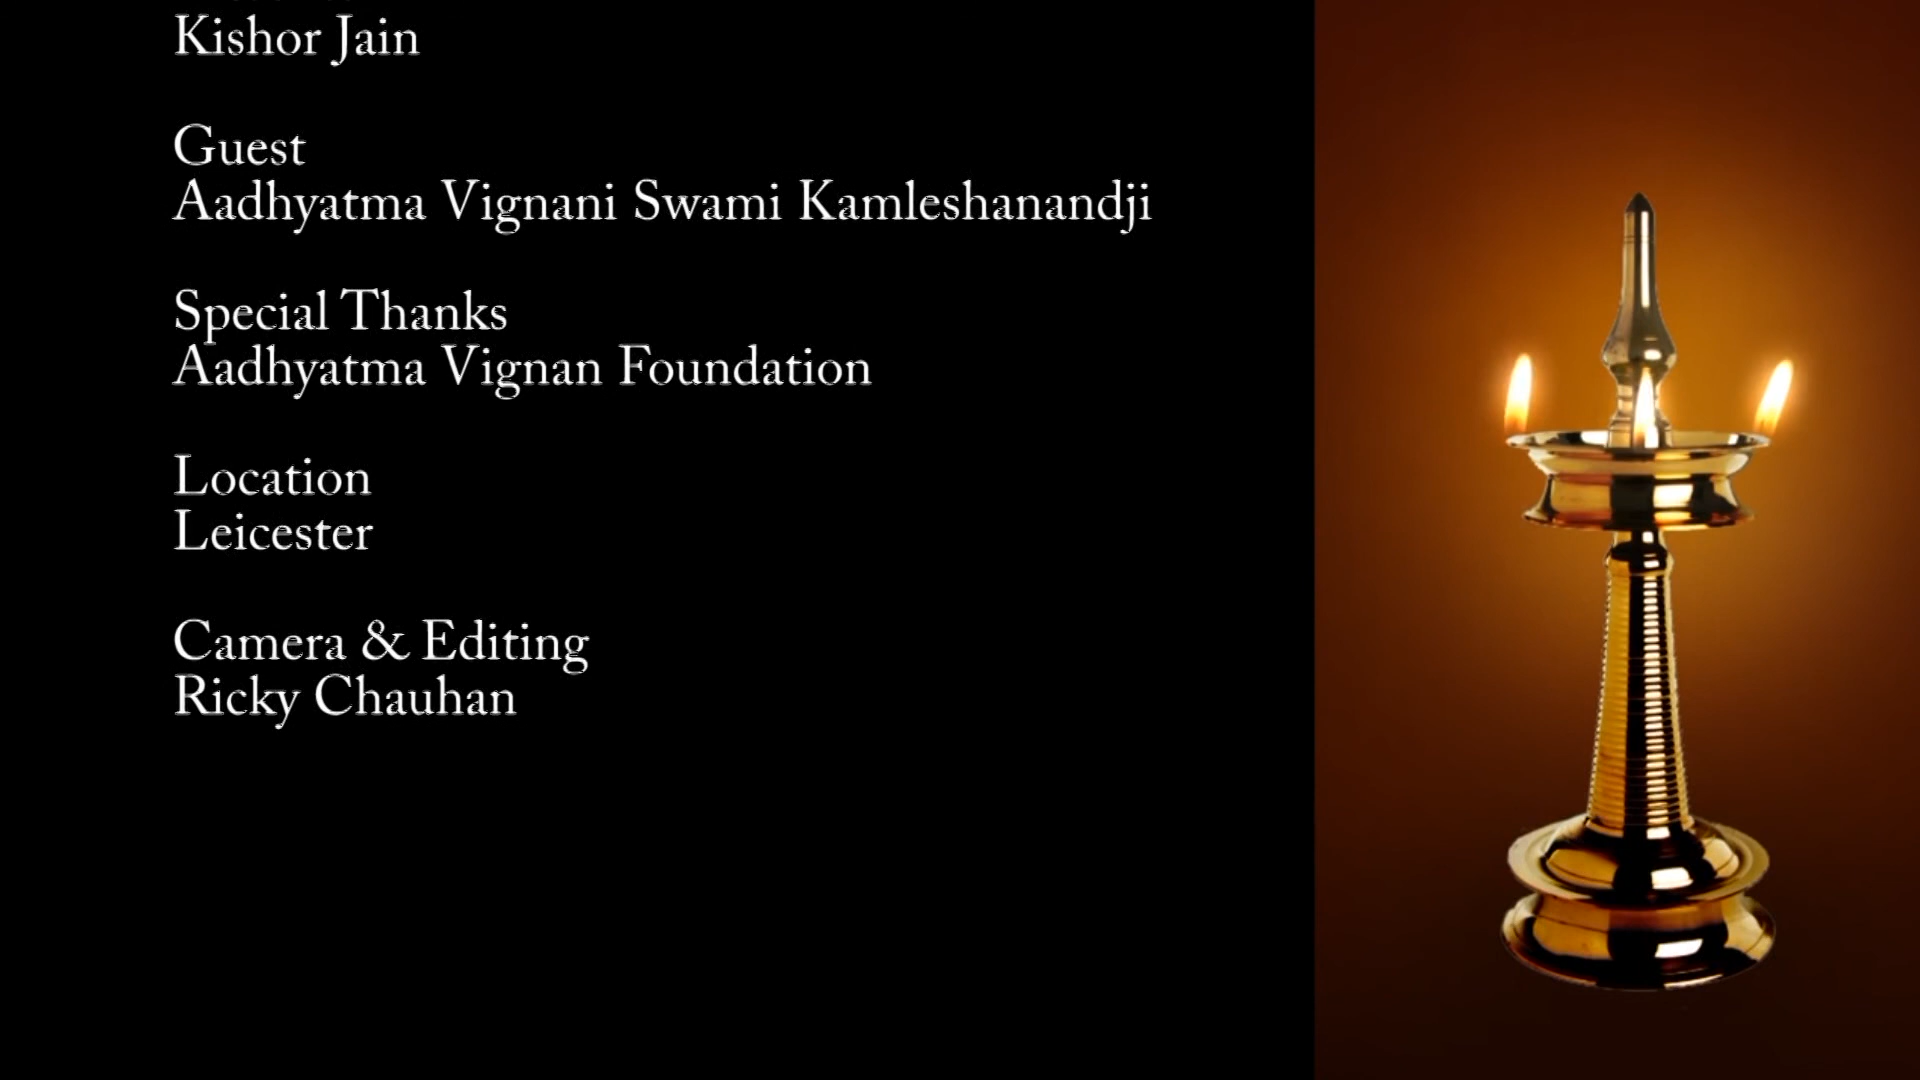 Kishor Jain
Guest
Aadhyatma Vignani Swami Kamleshanandji
Special Thanks
Aadhyatma Vignan Foundation
Location
Leicester
Camera & Editing
Ricky Chauhan